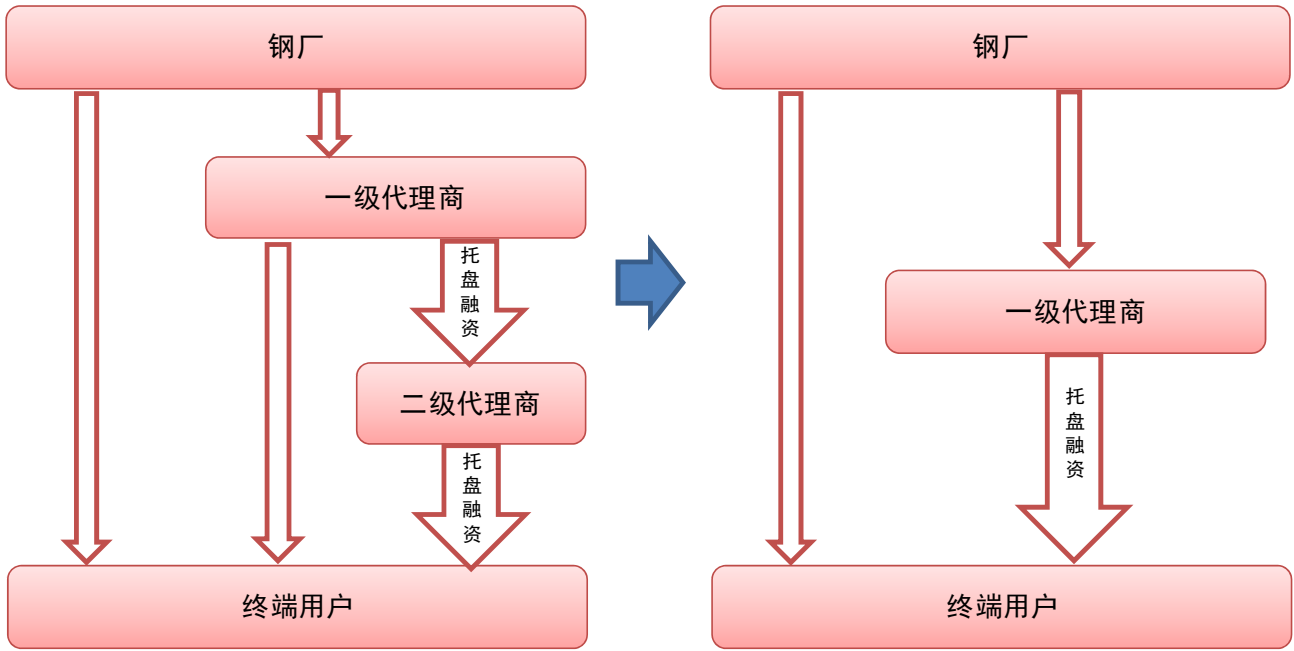 钢厂
一级代理商
托盘融资
二级代理商
托盘融资
终端用户
钢厂
一级代理商
托盘融资
终端用户